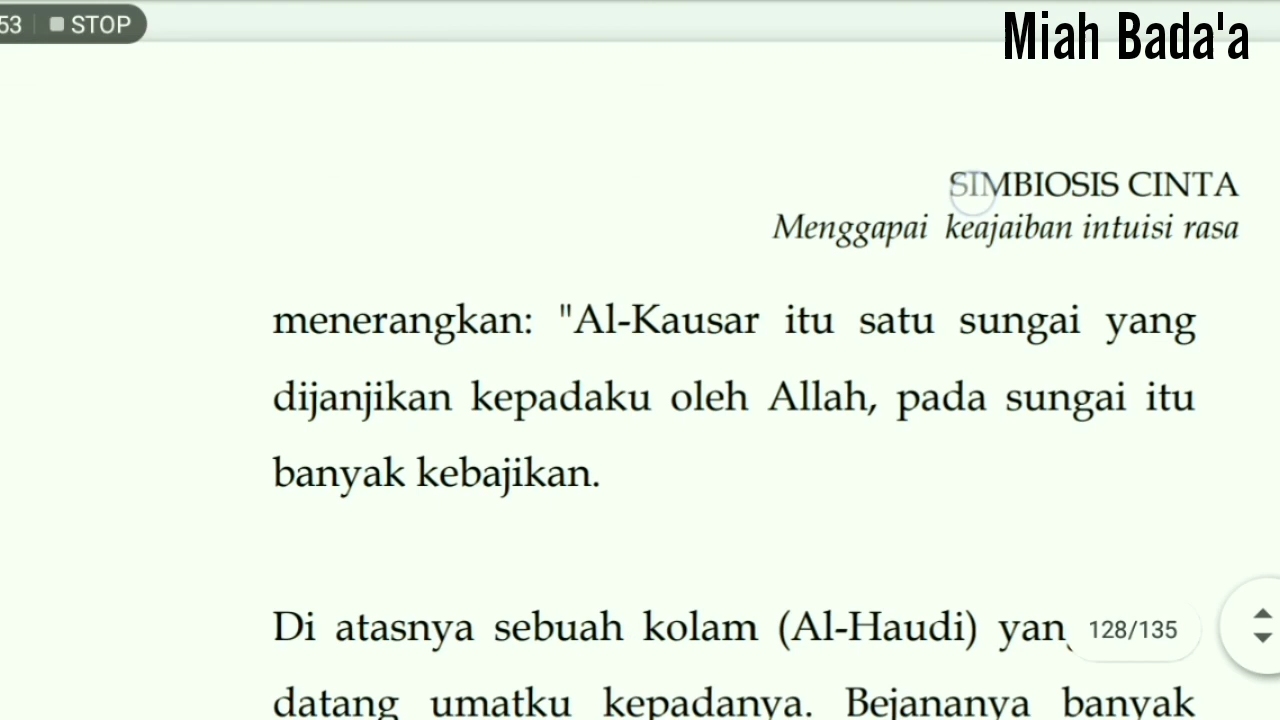 53
STOP
Miah Bada'a
SIMBIOSIS CINTA
Menggapai keajaiban intuisi rasa
menerangkan: "Al-Kausar itu satu sungai yang
dijanjikan kepadaku oleh Allah, pada sungai itu
banyak kebajikan.
Di atasnya sebuah kolam (Al-Haudi) yang
128/135
datang umatku kepadanya. Bejananya banyak